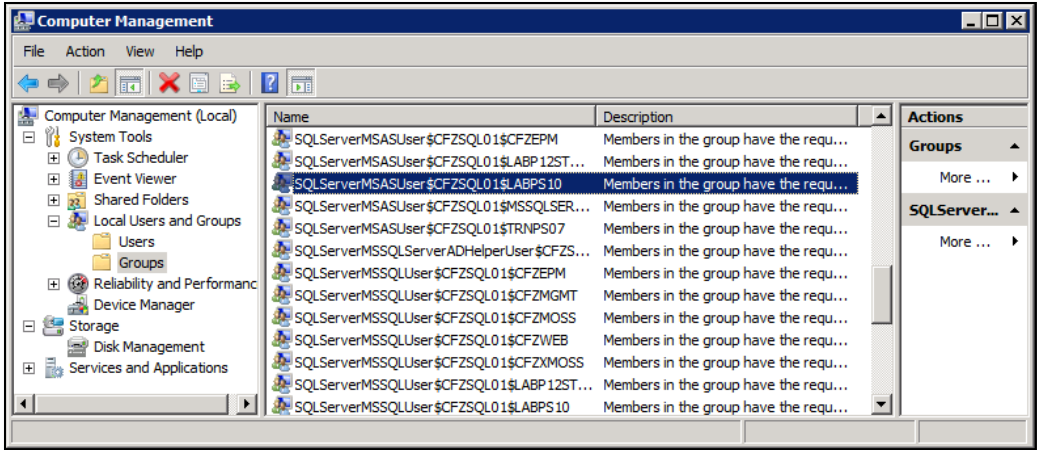 Computer Management
File Action View Help
Computer Management (Local)
System Tools
Task Scheduler
Event Viewer
Shared Folders
Local Users and Groups
Users
Groups
Reliability and Performanc
Device Manager
Storage
Disk Management
Services and Applications
Name Description
SQLServerMSASUser$CFZSQL01$CFZEPM Members in the group have the requ...
SQLServerMSASUser$CFZSQL01$LABP12ST... Members in the group have the requ...
SQLServerMSASUser$CFZSQL01$LABPS10 Members in the group have the requ...
SQLServerMSASUser$CFZSQL01$MSSQLSER... Members in the group have the requ...
SQLServerMSASUser$CFZSQL01$TRNPS07 Members in the group have the requ...
SQLServerMSSQLServerADHelperUser$CFZS... Members in the group have the requ...
SQLServerMSSQLUser$CFZSQL01$CFZEPM Members in the group have the requ...
SQLServerMSSQLUser$CFZSQL01$CFZMGMT Members in the group have the requ...
SQLServerMSSQLUser$CFZSQL01$CFZMOSS Members in the group have the requ...
SQLServerMSSQLUser$CFZSQL01$CFZWEB Members in the group have the requ...
SQLServerMSSQLUser$CFZSQL01$CFZXMOSS Members in the group have the requ...
SQLServerMSSQLUser$CFZSQL01$LABP12ST... Members in the group have the requ...
SQLServerMSSQLUser$CFZSQL01$LABPS10 Members in the group have the requ...
Actions
Groups
More ...
SQLServer...
More ...